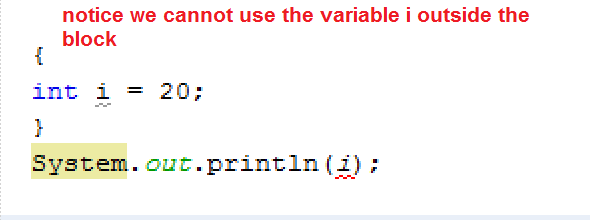 notice we cannot use the variable i outside the
block
{
int i = 20;
}
System.out.println(i);